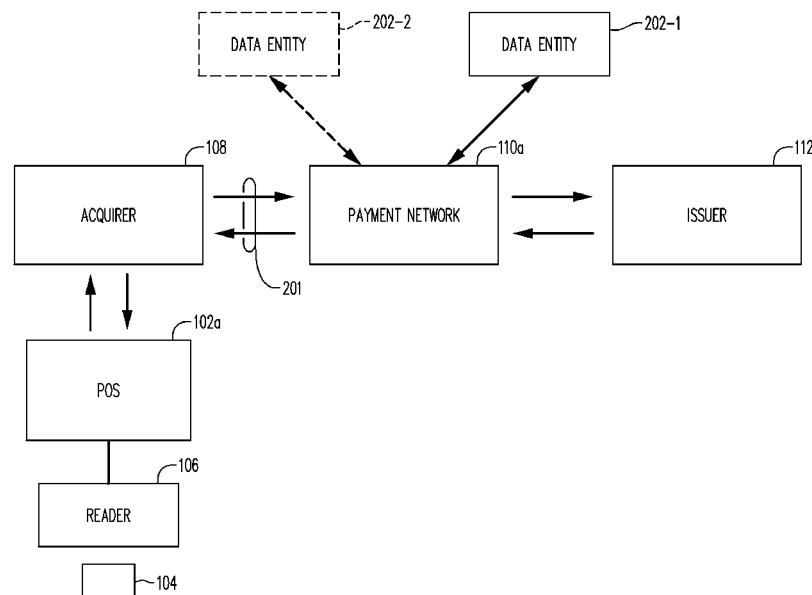 202-2
DATA ENTITY
202-1
DATA ENTITY
108
ACQUIRER
110a
PAYMENT NETWORK
112
ISSUER
201
102a
POS
106
READER
104